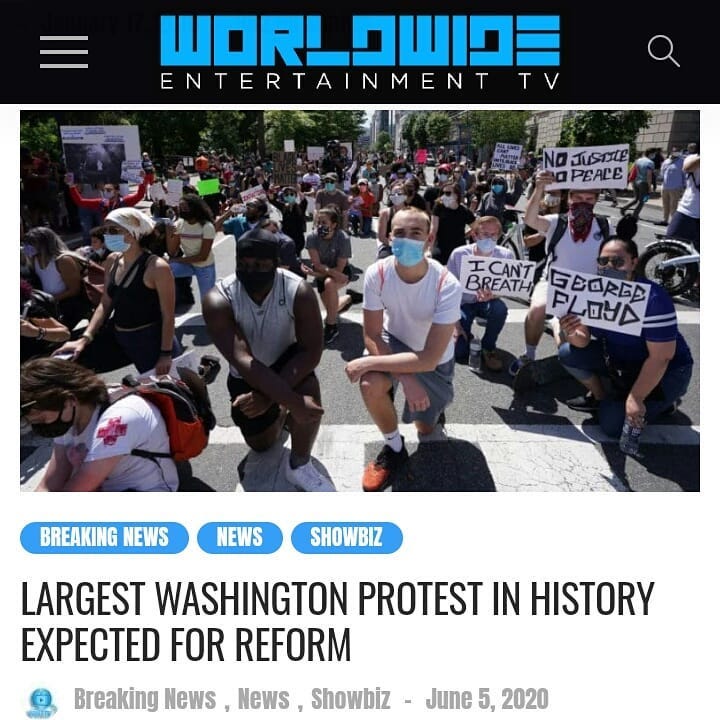 WORLDWIDE
ENTERTAINMENT TV
NO JUSTICE
NO PEACE
I CAN'T
BREATH
GEORGE
FLOYD
BREAKING NEWS
NEWS
SHOWBIZ
LARGEST WASHINGTON PROTEST IN HISTORY
EXPECTED FOR REFORM
Breaking News , News , Showbiz - June 5, 2020